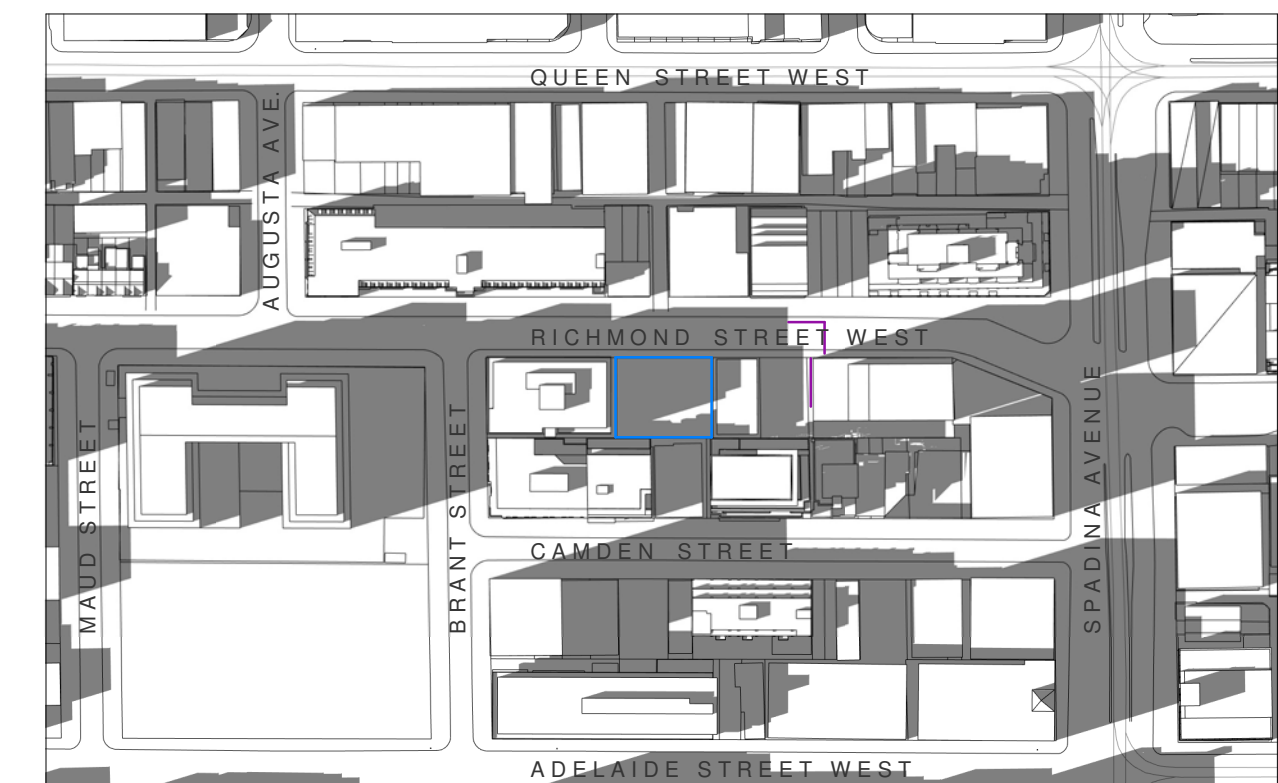 QUEEN STREET WEST
AUGUSTA AVE.
RICHMOND STREET WEST
MAUD STREET
BRANT STREET
SPADINA AVENUE
CAMDEN STREET
ADELAIDE STREET WEST